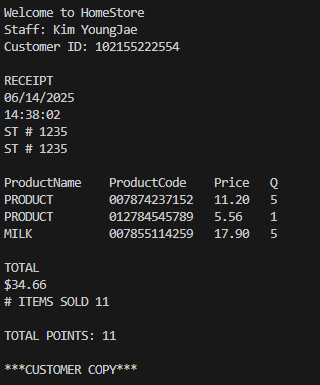 Welcome to HomeStore
Staff: Kim YoungJae
Customer ID: 102155222554
RECEIPT
06/14/2025
14:38:02
ST # 1235
ST # 1235
ProductName ProductCode Price Q
PRODUCT 007874237152 11.20 5
PRODUCT 012784545789 5.56 1
MILK 007855114259 17.90 5
TOTAL
$34.66
# ITEMS SOLD 11
TOTAL POINTS: 11
***CUSTOMER COPY***